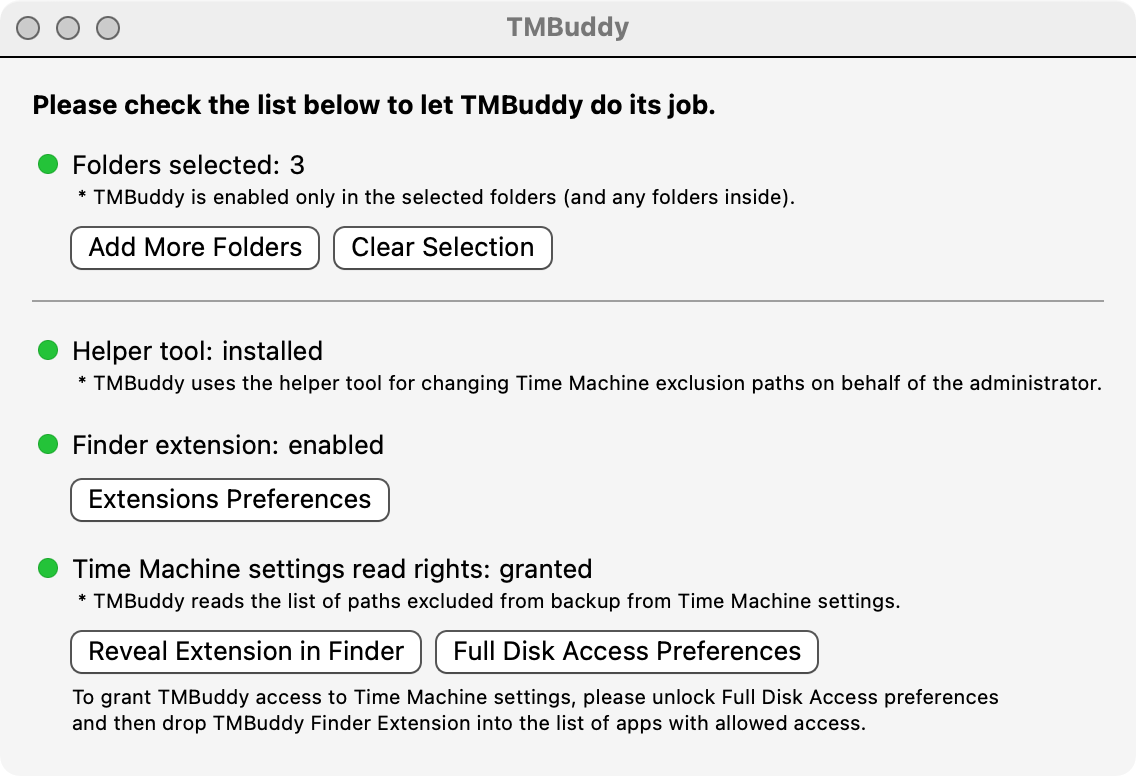 TMBuddy
Please check the list below to let TMBuddy do its job.
Folders selected: 3
* TMBuddy is enabled only in the selected folders (and any folders inside).
Add More Folders Clear Selection
Helper tool: installed
* TMBuddy uses the helper tool for changing Time Machine exclusion paths on behalf of the administrator.
Finder extension: enabled
Extensions Preferences
Time Machine settings read rights: granted
* TMBuddy reads the list of paths excluded from backup from Time Machine settings.
Reveal Extension in Finder Full Disk Access Preferences
To grant TMBuddy access to Time Machine settings, please unlock Full Disk Access preferences
and then drop TMBuddy Finder Extension into the list of apps with allowed access.